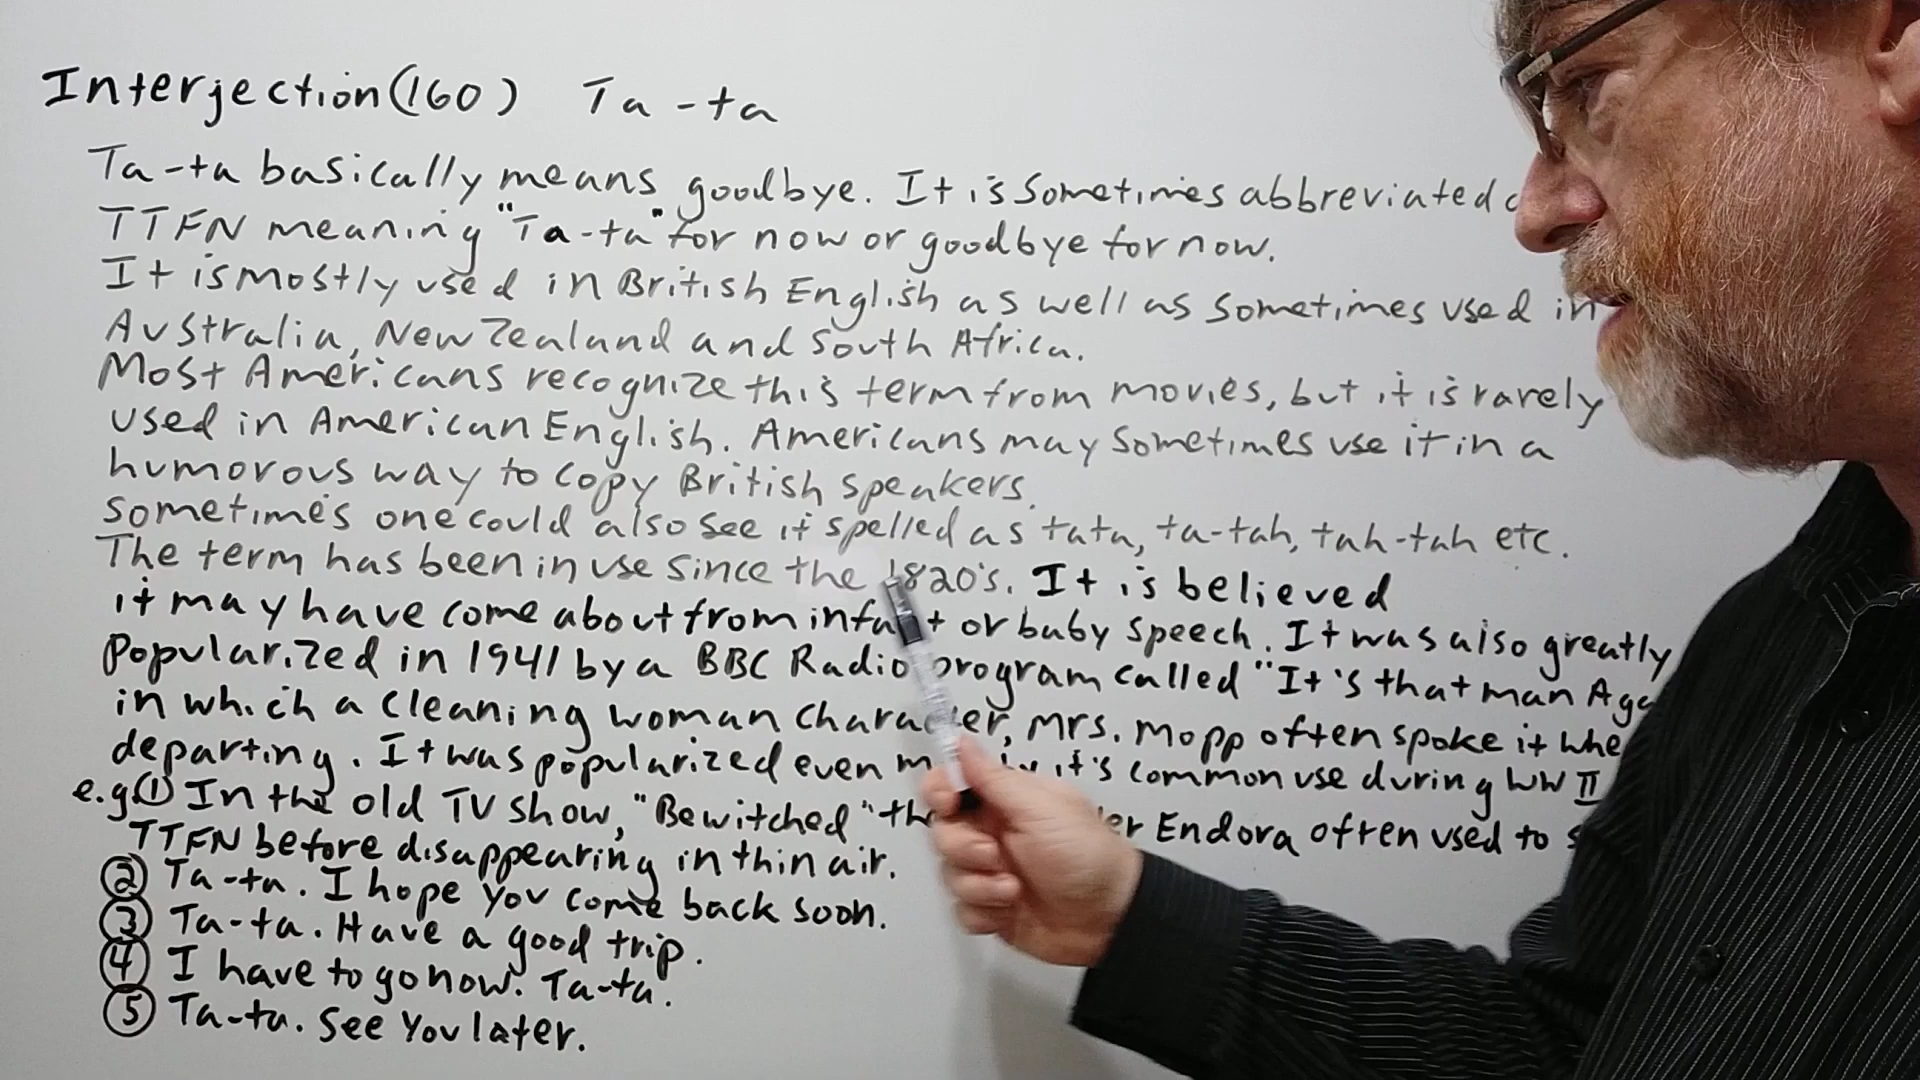 Interjection (160) Ta-ta
Ta-ta basically means goodbye. It is sometimes abbreviated
TTFN meaning "Ta-ta" for now or goodbye for now.
It is mostly used in British English as well as sometimes used in
Australia, New Zealand and South Africa.
Most Americans recognize this term from movies, but it is rarely
used in American English. Americans may sometimes use it in a
humorous way to copy British speakers.
Sometimes one could also see it spelled as tata, ta-tah, tah-tah etc.
The term has been in use since the 1820's. It is believed
it may have come about from infant or baby speech. It was also greatly
Popularized in 1941 by a BBC Radio program called "It's that man
in which a cleaning woman character, Mrs. Mopp often spoke it
departing. It was popularized even by it's common use during WW II
e.g. ① In the old TV show, "Bewitched" Endora often used to
TTFN before disappearing in thin air.
② Ta-ta. I hope you come back soon.
③ Ta-ta. Have a good trip.
④ I have to go now. Ta-ta.
⑤ Ta-ta. See you later.